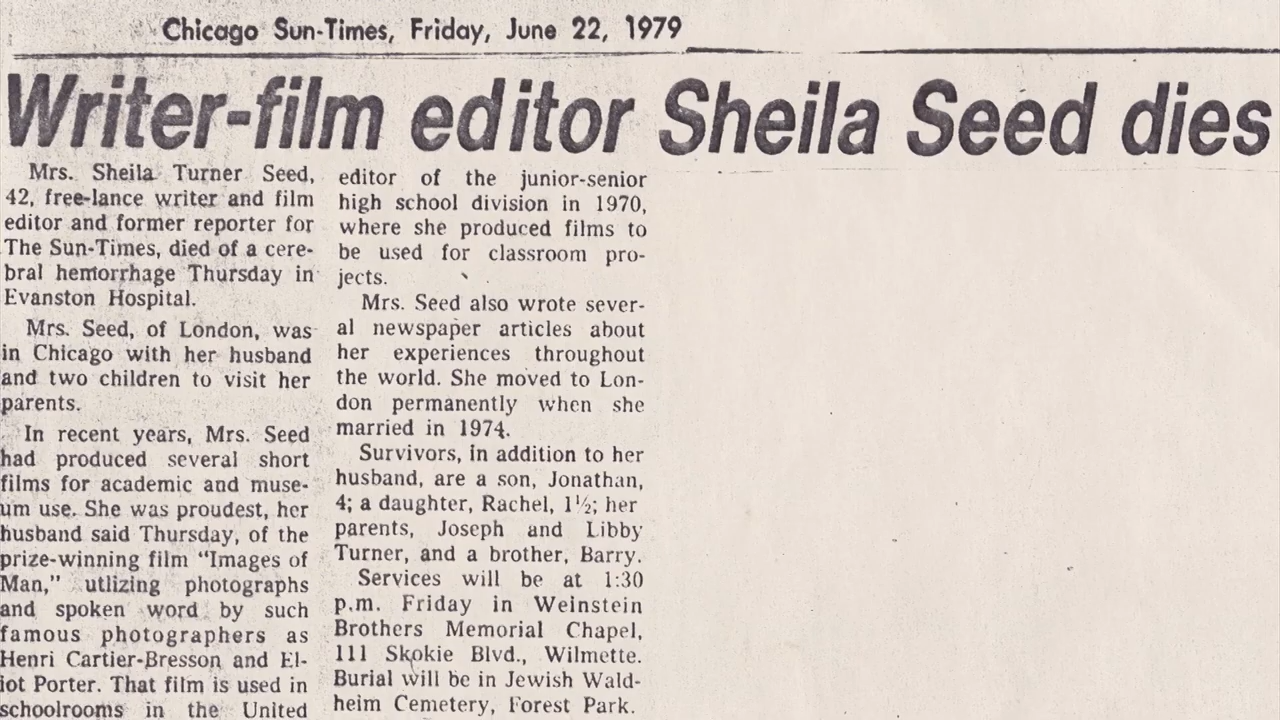 Chicago Sun-Times, Friday, June 22, 1979
Writer-film editor Sheila Seed dies
Mrs. Sheila Turner Seed,
42, free-lance writer and film
editor and former reporter for
The Sun-Times, died of a cere-
bral hemorrhage Thursday in
Evanston Hospital.
Mrs. Seed, of London, was
in Chicago with her husband
and two children to visit her
parents.
In recent years, Mrs. Seed
had produced several short
films for academic and muse-
um use. She was proudest, her
husband said Thursday, of the
prize-winning film “Images of
Man,” utlizing photographs
and spoken word by such
famous photographers as
Henri Cartier-Bresson and El-
iot Porter. That film is used in
schoolrooms in the United
editor of the junior-senior
high school division in 1970,
where she produced films to
be used for classroom pro-
jects.
Mrs. Seed also wrote sever-
al newspaper articles about
her experiences throughout
the world. She moved to Lon-
don permanently when she
married in 1974.
Survivors, in addition to her
husband, are a son, Jonathan,
4; a daughter, Rachel, 1½; her
parents, Joseph and Libby
Turner, and a brother, Barry.
Services will be at 1:30
p.m. Friday in Weinstein
Brothers Memorial Chapel,
111 Skokie Blvd., Wilmette.
Burial will be in Jewish Wald-
heim Cemetery, Forest Park.